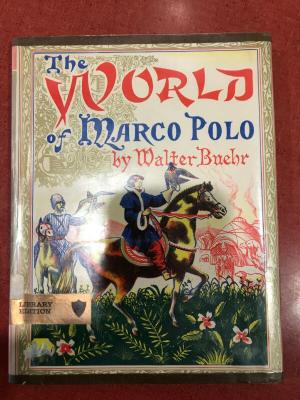 The
WORLD
of MARCO POLO
by Walter Buehr
LIBRARY
EDITION